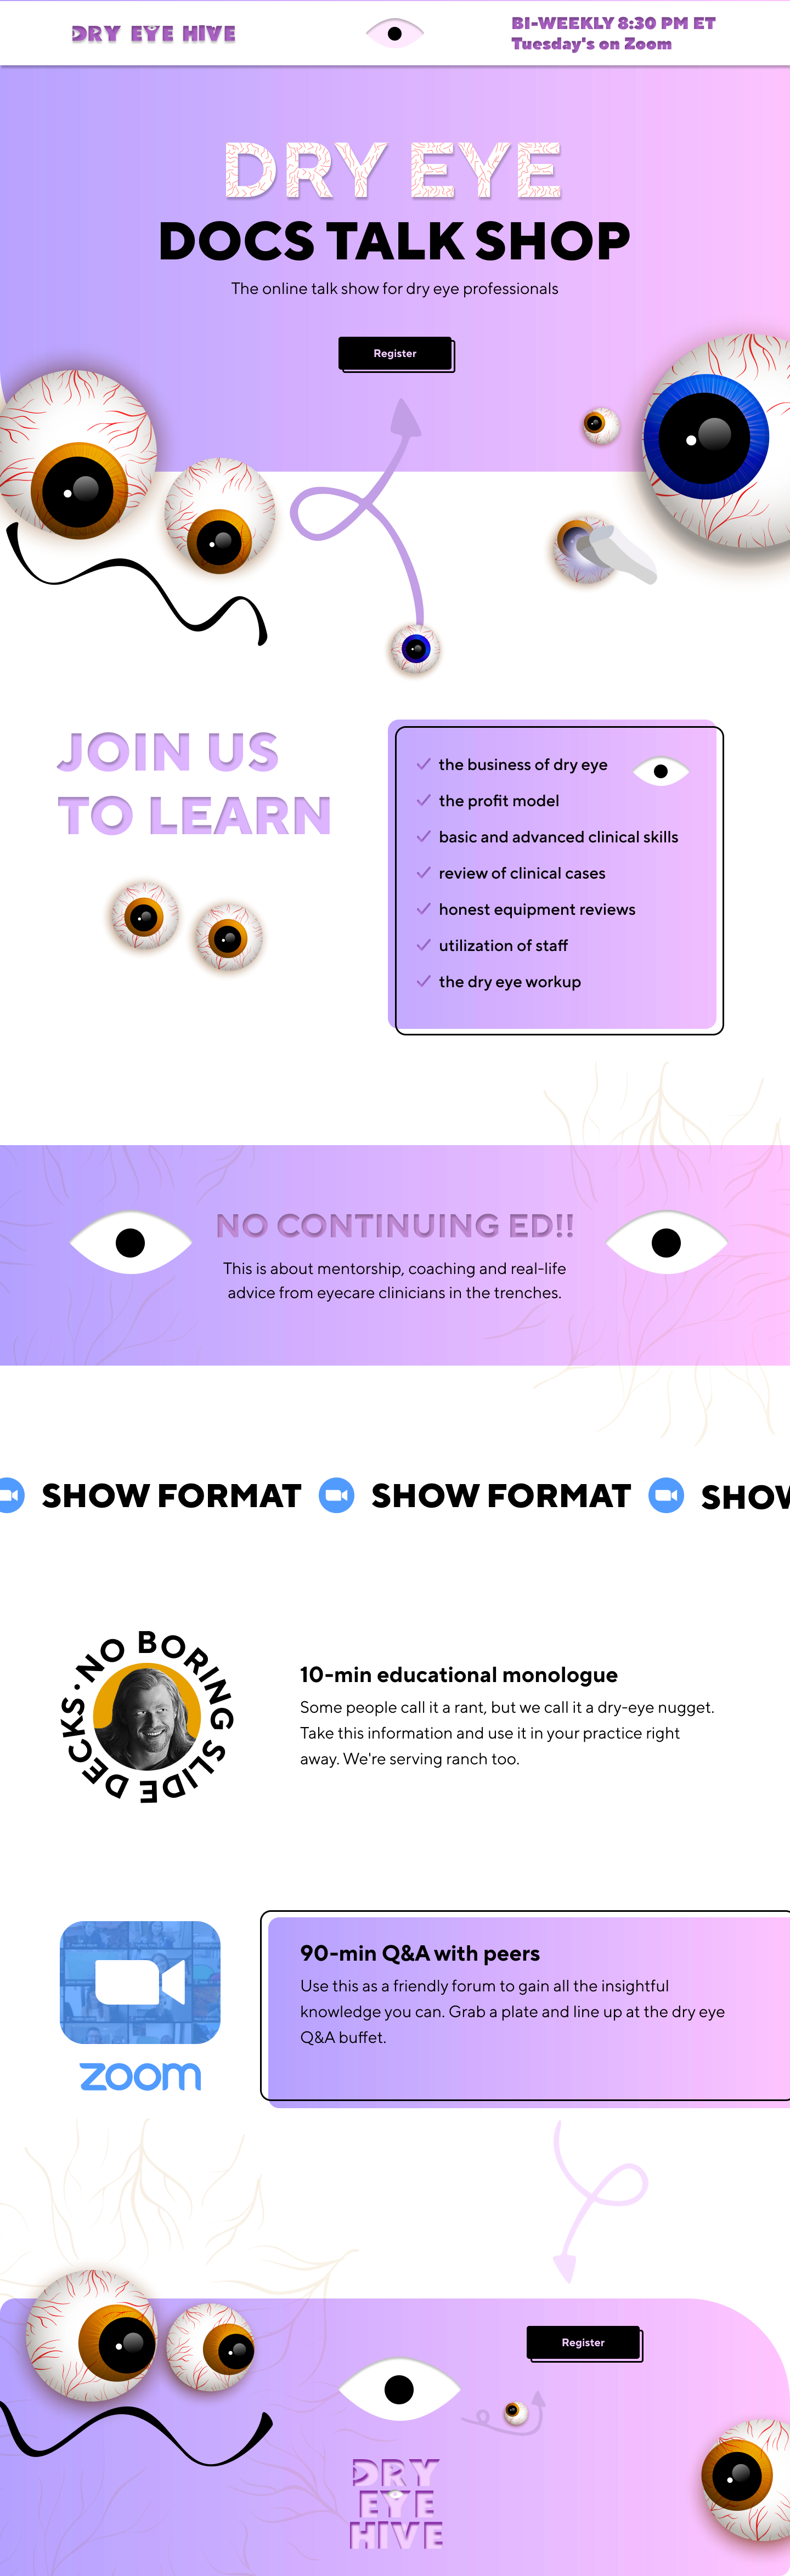 DRY EYE HIVE
BI-WEEKLY 8:30 PM ET
Tuesday's on Zoom
DRY EYE
DOCS TALK SHOP
The online talk show for dry eye professionals
Register
JOIN US
TO LEARN
the business of dry eye
the profit model
basic and advanced clinical skills
review of clinical cases
honest equipment reviews
utilization of staff
the dry eye workup
NO CONTINUING ED!!
This is about mentorship, coaching and real-life
advice from eyecare clinicians in the trenches.
SHOW FORMAT SHOW FORMAT SHOW
NO BORING SLIDE DECKS •
10-min educational monologue
Some people call it a rant, but we call it a dry-eye nugget.
Take this information and use it in your practice right
away. We're serving ranch too.
90-min Q&A with peers
Use this as a friendly forum to gain all the insightful
knowledge you can. Grab a plate and line up at the dry eye
Q&A buffet.
zoom
Register
DRY
EYE
HIVE